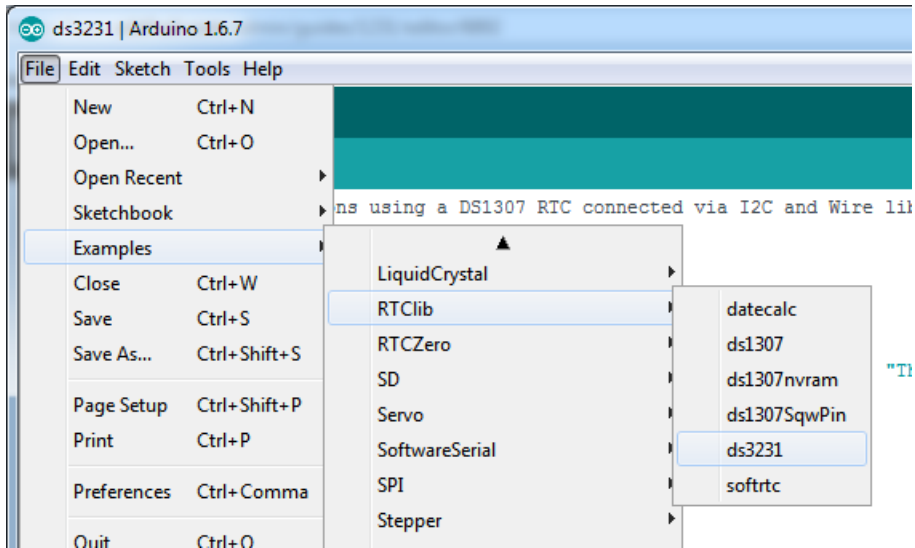 ds3231 | Arduino 1.6.7
File Edit Sketch Tools Help
New Ctrl+N
Open... Ctrl+O
Open Recent
Sketchbook
Examples
Close Ctrl+W
Save Ctrl+S
Save As... Ctrl+Shift+S
Page Setup Ctrl+Shift+P
Print Ctrl+P
Preferences Ctrl+Comma
Quit Ctrl+Q
ns using a DS1307 RTC connected via I2C and Wire lib
LiquidCrystal
RTClib
RTCZero
SD
Servo
SoftwareSerial
SPI
Stepper
datecalc
ds1307
ds1307nvram
ds1307SqwPin
ds3231
softrtc
"Th